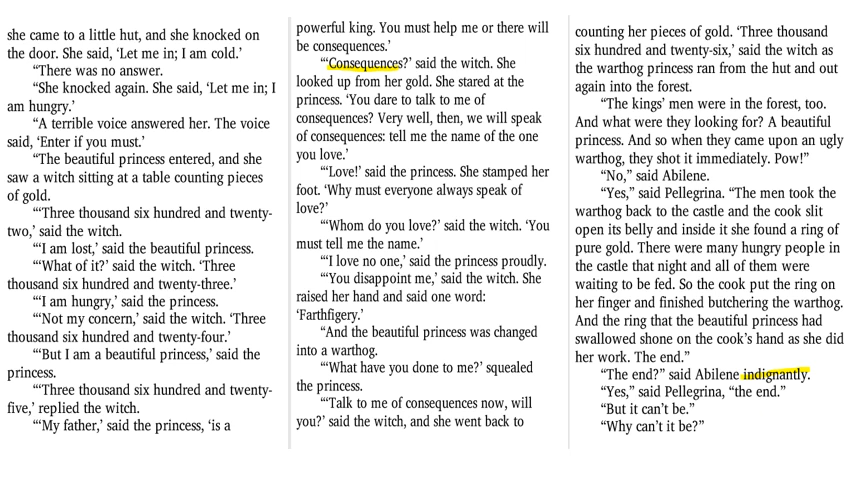 she came to a little hut, and she knocked on
the door. She said, ‘Let me in; I am cold.’
“There was no answer.
“She knocked again. She said, ‘Let me in; I
am hungry.’
“A terrible voice answered her. The voice
said, ‘Enter if you must.’
“The beautiful princess entered, and she
saw a witch sitting at a table counting pieces
of gold.
“‘Three thousand six hundred and twenty-
two,’ said the witch.
“‘I am lost,’ said the beautiful princess.
“‘What of it?’ said the witch. ‘Three
thousand six hundred and twenty-three.’
“‘I am hungry,’ said the princess.
“‘Not my concern,’ said the witch. ‘Three
thousand six hundred and twenty-four.’
“‘But I am a beautiful princess,’ said the
princess.
“‘Three thousand six hundred and twenty-
five,’ replied the witch.
“‘My father,’ said the princess, ‘is a
powerful king. You must help me or there will
be consequences.’
“‘Consequences?’ said the witch. She
looked up from her gold. She stared at the
princess. ‘You dare to talk to me of
consequences? Very well, then, we will speak
of consequences: tell me the name of the one
you love.’
“‘Love!’ said the princess. She stamped her
foot. ‘Why must everyone always speak of
love?’
“‘Whom do you love?’ said the witch. ‘You
must tell me the name.’
“‘I love no one,’ said the princess proudly.
“‘You disappoint me,’ said the witch. She
raised her hand and said one word:
‘Farthfigery.’
“And the beautiful princess was changed
into a warthog.
“‘What have you done to me?’ squealed
the princess.
“‘Talk to me of consequences now, will
you?’ said the witch, and she went back to
counting her pieces of gold. ‘Three thousand
six hundred and twenty-six,’ said the witch as
the warthog princess ran from the hut and out
again into the forest.
“The kings’ men were in the forest, too.
And what were they looking for? A beautiful
princess. And so when they came upon an ugly
warthog, they shot it immediately. Pow!”
“No,” said Abilene.
“Yes,” said Pellegrina. “The men took the
warthog back to the castle and the cook slit
open its belly and inside it she found a ring of
pure gold. There were many hungry people in
the castle that night and all of them were
waiting to be fed. So the cook put the ring on
her finger and finished butchering the warthog.
And the ring that the beautiful princess had
swallowed shone on the cook’s hand as she did
her work. The end.”
“The end?” said Abilene indignantly.
“Yes,” said Pellegrina, “the end.”
“But it can’t be.”
“Why can’t it be?”